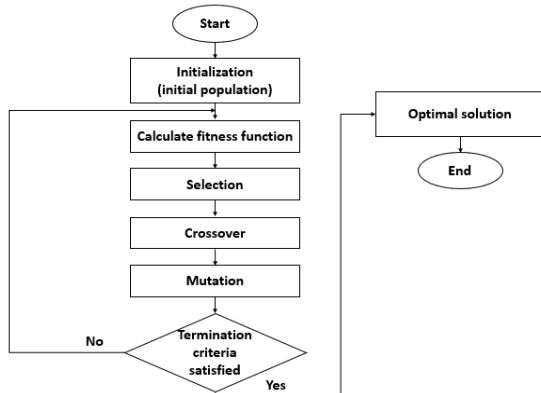 Start
Initialization
(initial population)
Calculate fitness function
Selection
Crossover
Mutation
Termination
criteria
satisfied
No
Yes
Optimal solution
End